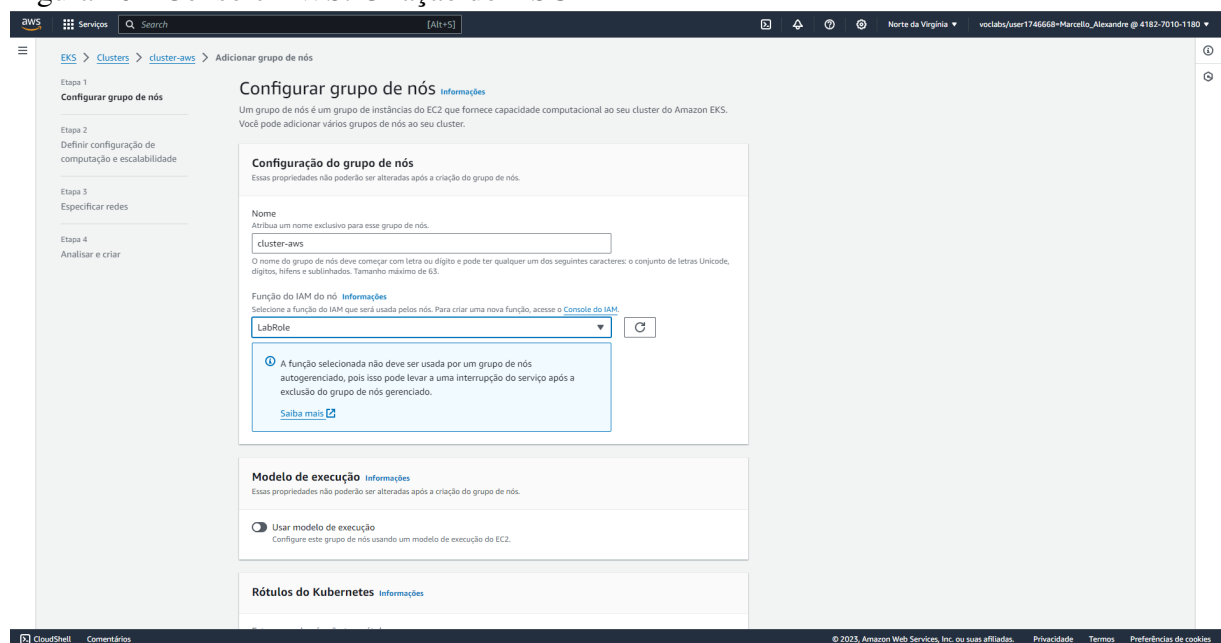 aws
Serviços
Search
[Alt+S]
Norte da Virgínia
voclabs/user1746668=Marcello_Alexandre @ 4182-7010-1180
EKS > Clusters > cluster-aws > Adicionar grupo de nós
Etapa 1
Configurar grupo de nós
Etapa 2
Definir configuração de
computação e escalabilidade
Etapa 3
Especificar redes
Etapa 4
Analisar e criar
Configurar grupo de nós Informações
Um grupo de nós é um grupo de instâncias do EC2 que fornece capacidade computacional ao seu cluster do Amazon EKS.
Você pode adicionar vários grupos de nós ao seu cluster.
Configuração do grupo de nós
Essas propriedades não poderão ser alteradas após a criação do grupo de nós.
Nome
Atribua um nome exclusivo para esse grupo de nós.
cluster-aws
O nome do grupo de nós deve começar com letra ou dígito e pode ter qualquer um dos seguintes caracteres: o conjunto de letras Unicode,
dígitos, hífens e sublinhados. Tamanho máximo de 63.
Função do IAM do nó Informações
Selecione a função do IAM que será usada pelos nós. Para criar uma nova função, acesse o Console do IAM.
LabRole
A função selecionada não deve ser usada por um grupo de nós
autogerenciado, pois isso pode levar a uma interrupção do serviço após a
exclusão do grupo de nós gerenciado.
Saiba mais
Modelo de execução Informações
Essas propriedades não poderão ser alteradas após a criação do grupo de nós.
Usar modelo de execução
Configure este grupo de nós usando um modelo de execução do EC2.
Rótulos do Kubernetes Informações
CloudShell
Comentários
© 2023, Amazon Web Services, Inc. ou suas afiliadas.
Privacidade
Termos
Preferências de cookies